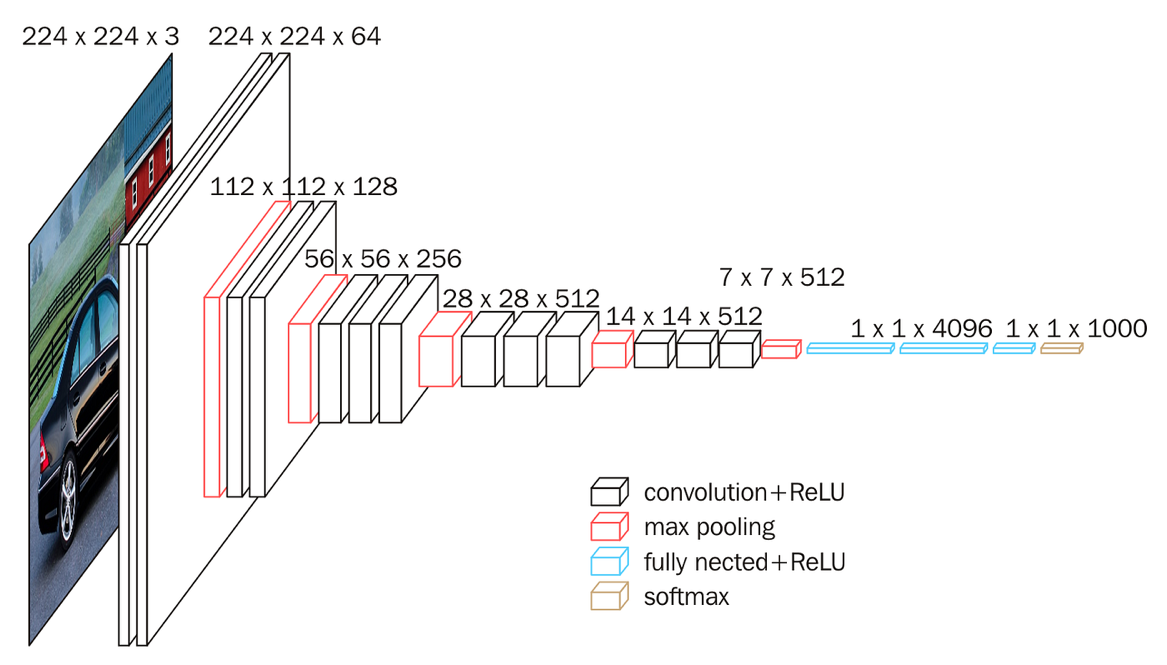 224 x 224 x 3
224 x 224 x 64
112 x 112 x 128
56 x 56 x 256
28 x 28 x 512
14 x 14 x 512
7 x 7 x 512
1 x 1 x 4096
1 x 1 x 1000
convolution+ReLU
max pooling
fully nected+ReLU
softmax